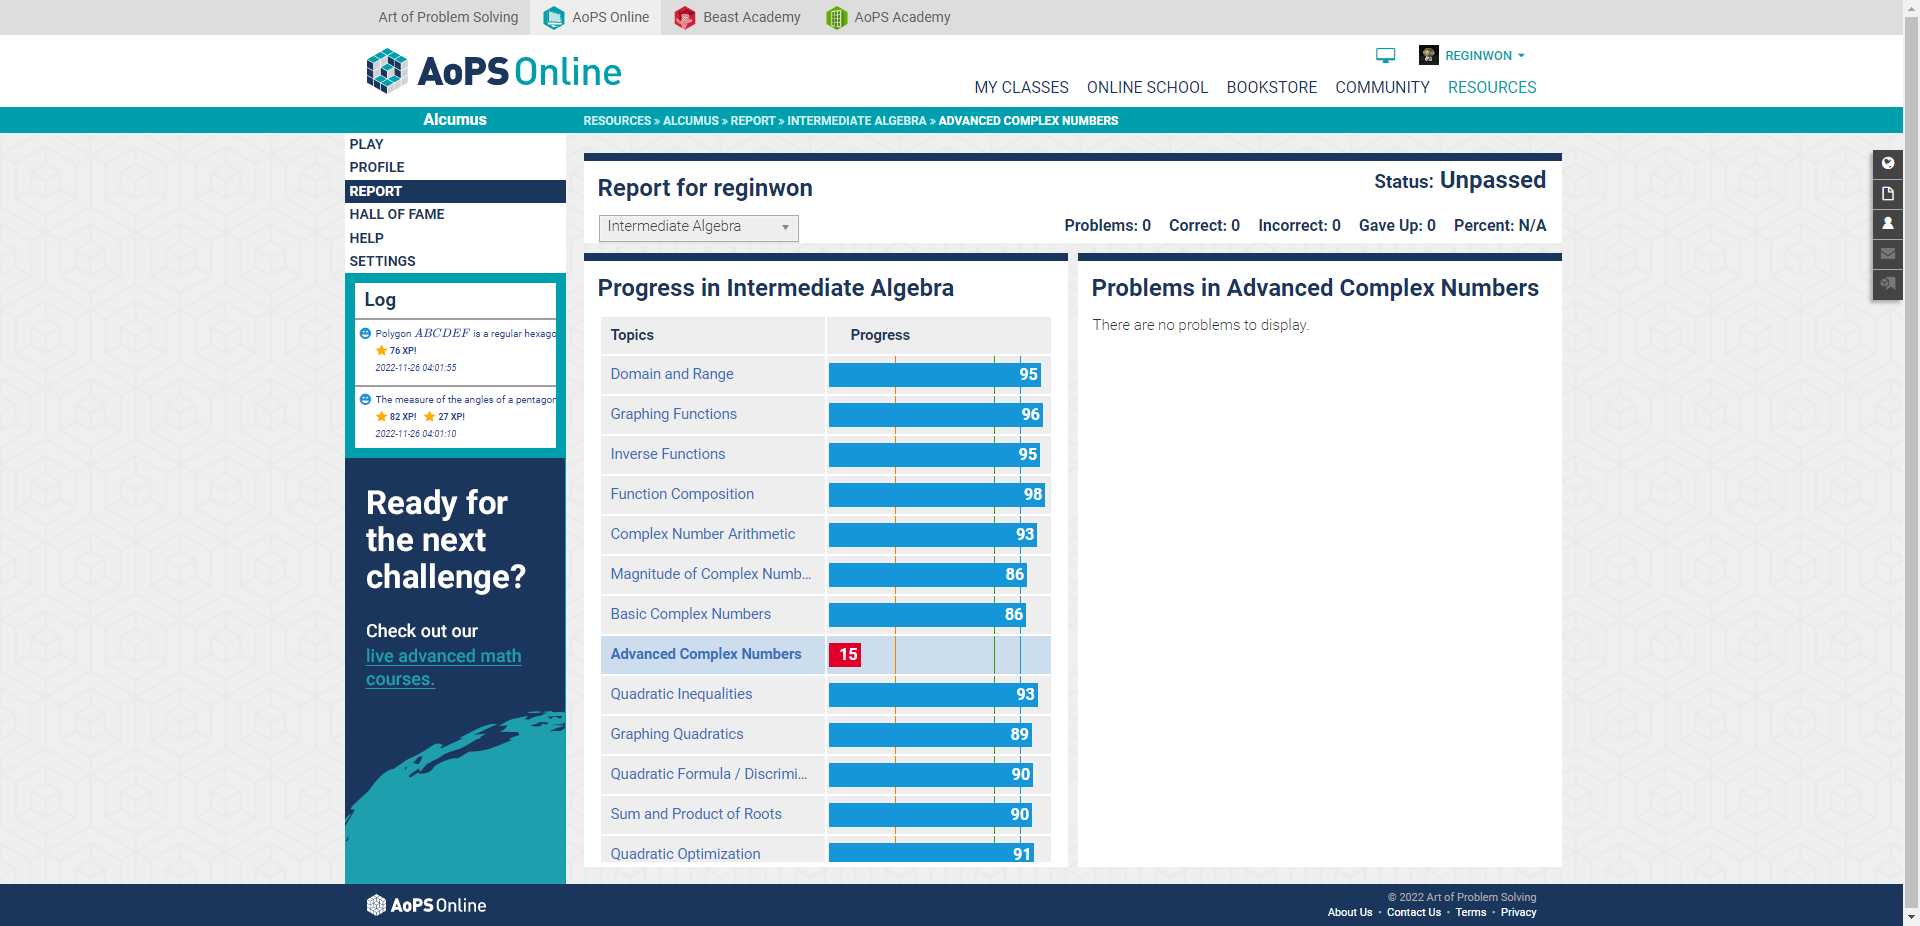 Art of Problem Solving
AoPS Online
Beast Academy
AoPS Academy
AoPS Online
REGINWON
MY CLASSES
ONLINE SCHOOL
BOOKSTORE
COMMUNITY
RESOURCES
Alcumus
RESOURCES » ALCUMUS » REPORT » INTERMEDIATE ALGEBRA » ADVANCED COMPLEX NUMBERS
PLAY
PROFILE
REPORT
HALL OF FAME
HELP
SETTINGS
Log
Polygon ABCDEF is a regular hexago
76 XP!
2022-11-26 04:01:55
The measure of the angles of a pentagor
82 XP! 27 XP!
2022-11-26 04:01:10
Ready for
the next
challenge?
Check out our
live advanced math
courses.
Report for reginwon
Status: Unpassed
Intermediate Algebra
Problems: 0 Correct: 0 Incorrect: 0 Gave Up: 0 Percent: N/A
Progress in Intermediate Algebra
Topics Progress
Domain and Range 95
Graphing Functions 96
Inverse Functions 95
Function Composition 98
Complex Number Arithmetic 93
Magnitude of Complex Numb... 86
Basic Complex Numbers 86
Advanced Complex Numbers 15
Quadratic Inequalities 93
Graphing Quadratics 89
Quadratic Formula / Discrimi... 90
Sum and Product of Roots 90
Quadratic Optimization 91
Problems in Advanced Complex Numbers
There are no problems to display.
AoPS Online
© 2022 Art of Problem Solving
About Us • Contact Us • Terms • Privacy